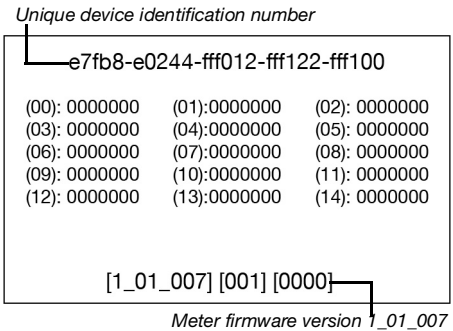 Unique device identification number
e7fb8-e0244-fff012-fff122-fff100
(00): 0000000 (01):0000000 (02): 0000000
(03): 0000000 (04):0000000 (05): 0000000
(06): 0000000 (07):0000000 (08): 0000000
(09): 0000000 (10):0000000 (11): 0000000
(12): 0000000 (13):0000000 (14): 0000000
[1_01_007] [001] [0000]
Meter firmware version 1_01_007